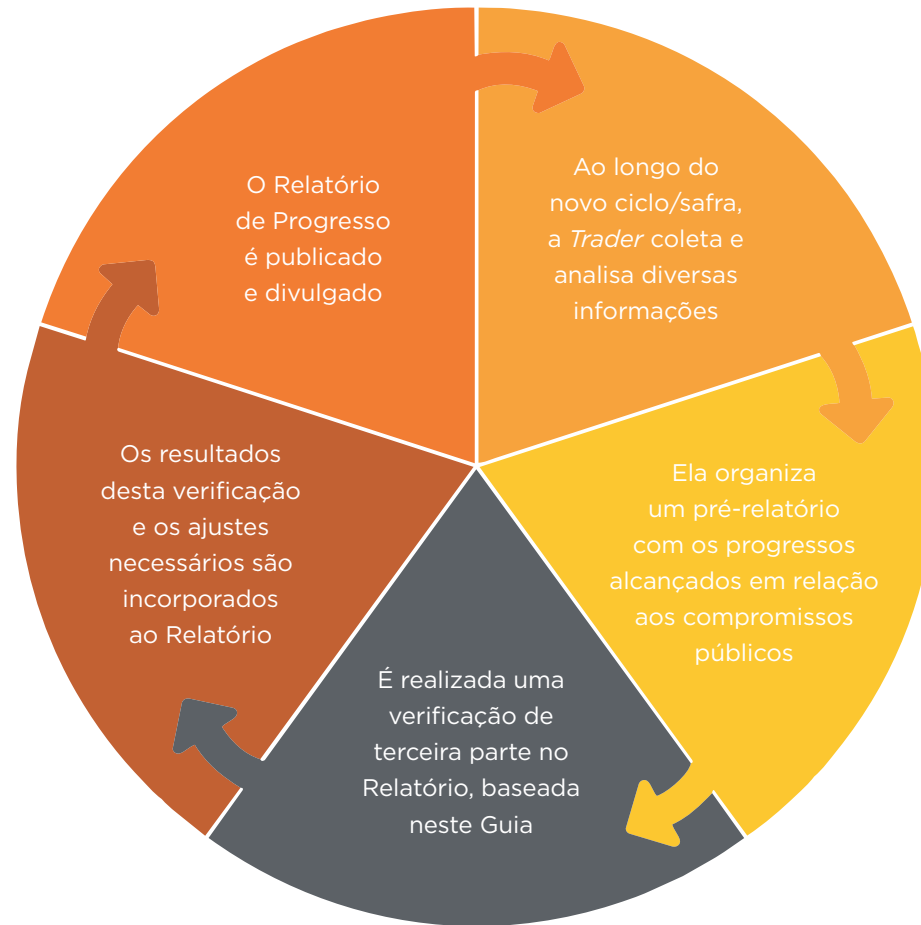 O Relatório
de Progresso
é publicado
e divulgado
Ao longo do
novo ciclo/safra,
a Trader coleta e
analisa diversas
informações
Ela organiza
um pré-relatório
com os progressos
alcançados em relação
aos compromissos
públicos
É realizada uma
verificação de
terceira parte no
Relatório, baseada
neste Guia
Os resultados
desta verificação
e os ajustes
necessários são
incorporados
ao Relatório